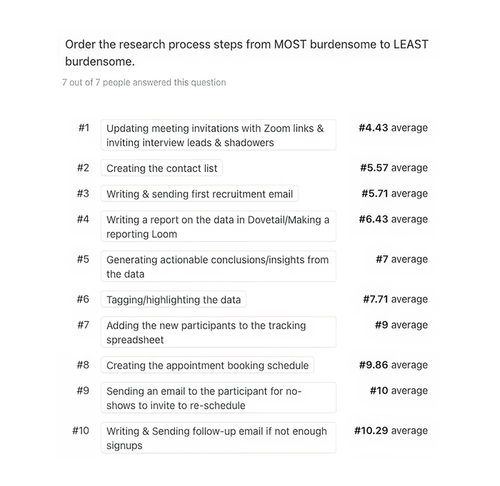 Order the research process steps from MOST burdensome to LEAST
burdensome.
7 out of 7 people answered this question
#1 Updating meeting invitations with Zoom links & #4.43 average
inviting interview leads & shadowers
#2 Creating the contact list #5.57 average
#3 Writing & sending first recruitment email #5.71 average
#4 Writing a report on the data in Dovetail/Making a #6.43 average
reporting Loom
#5 Generating actionable conclusions/insights from #7 average
the data
#6 Tagging/highlighting the data #7.71 average
#7 Adding the new participants to the tracking #9 average
spreadsheet
#8 Creating the appointment booking schedule #9.86 average
#9 Sending an email to the participant for no- #10 average
shows to invite to re-schedule
#10 Writing & Sending follow-up email if not enough #10.29 average
signups